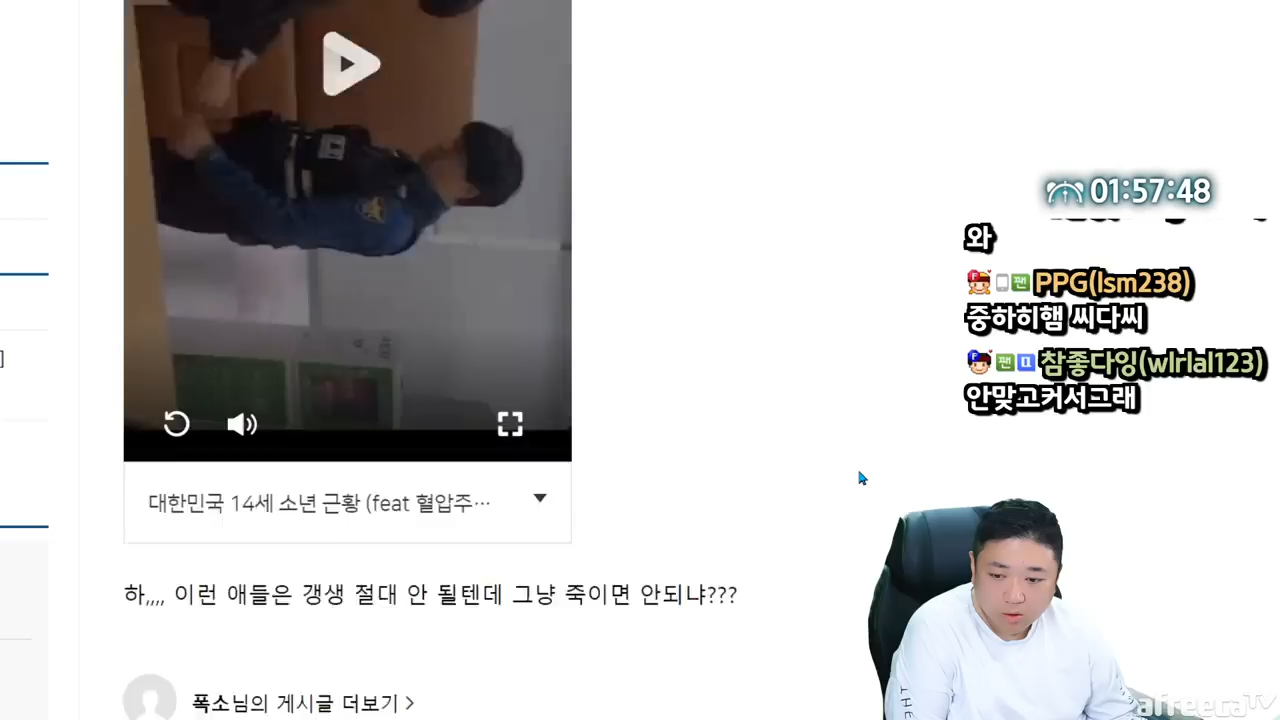 01:57:48
와
PPG(lsm238)
중하히햄 씨다씨
참좋다잉(wlrlal123)
안맞고커서그래
]
대한민국 14세 소년 근황 (feat 혈압주…
하,,,, 이런 애들은 갱생 절대 안 될텐데 그냥 죽이면 안되냐???
폭소님의 게시글 더보기 >
THE
afreecaTV